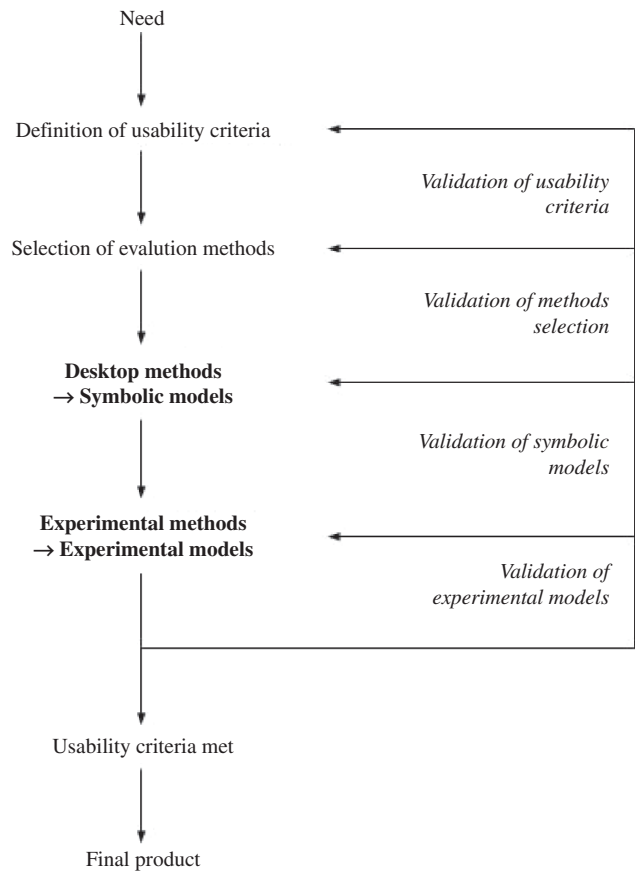 Need
Definition of usability criteria
Validation of usability
criteria
Selection of evalution methods
Validation of methods
selection
Desktop methods
→ Symbolic models
Validation of symbolic
models
Experimental methods
→ Experimental models
Validation of
experimental models
Usability criteria met
Final product